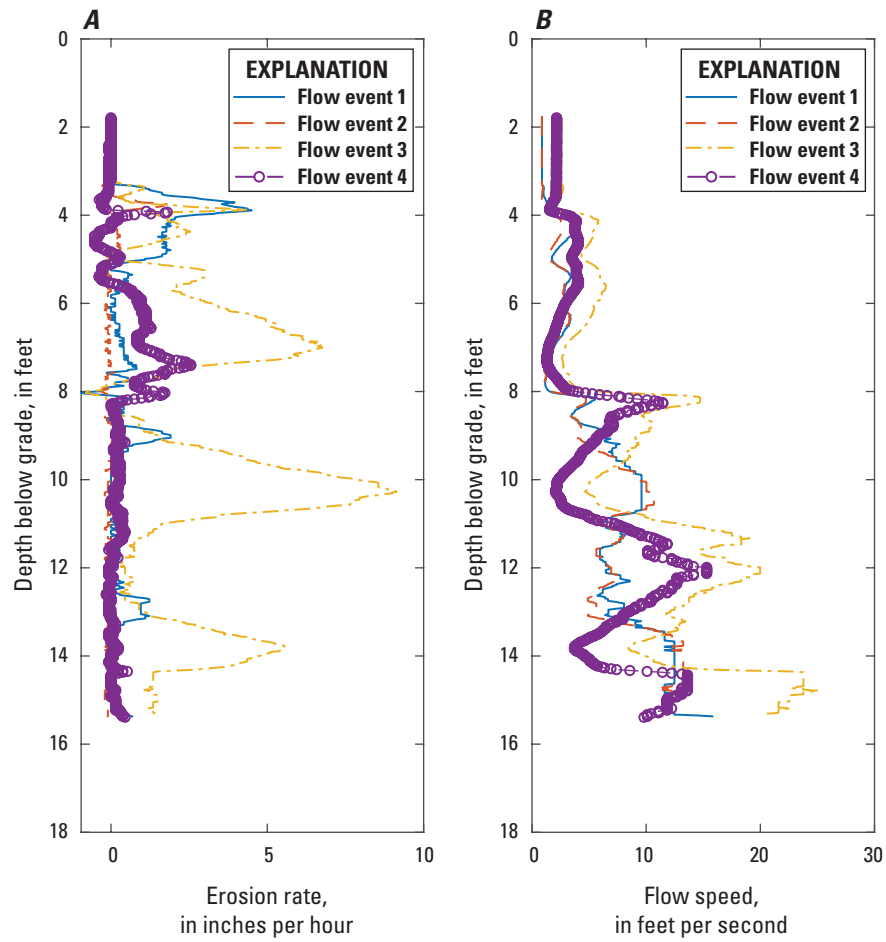 A
B
EXPLANATION
Flow event 1
Flow event 2
Flow event 3
Flow event 4
EXPLANATION
Flow event 1
Flow event 2
Flow event 3
Flow event 4
0
2
4
6
8
10
12
14
16
18
Depth below grade, in feet
0
5
10
Erosion rate,
in inches per hour
0
2
4
6
8
10
12
14
16
18
Depth below grade, in feet
0
10
20
30
Flow speed,
in feet per second